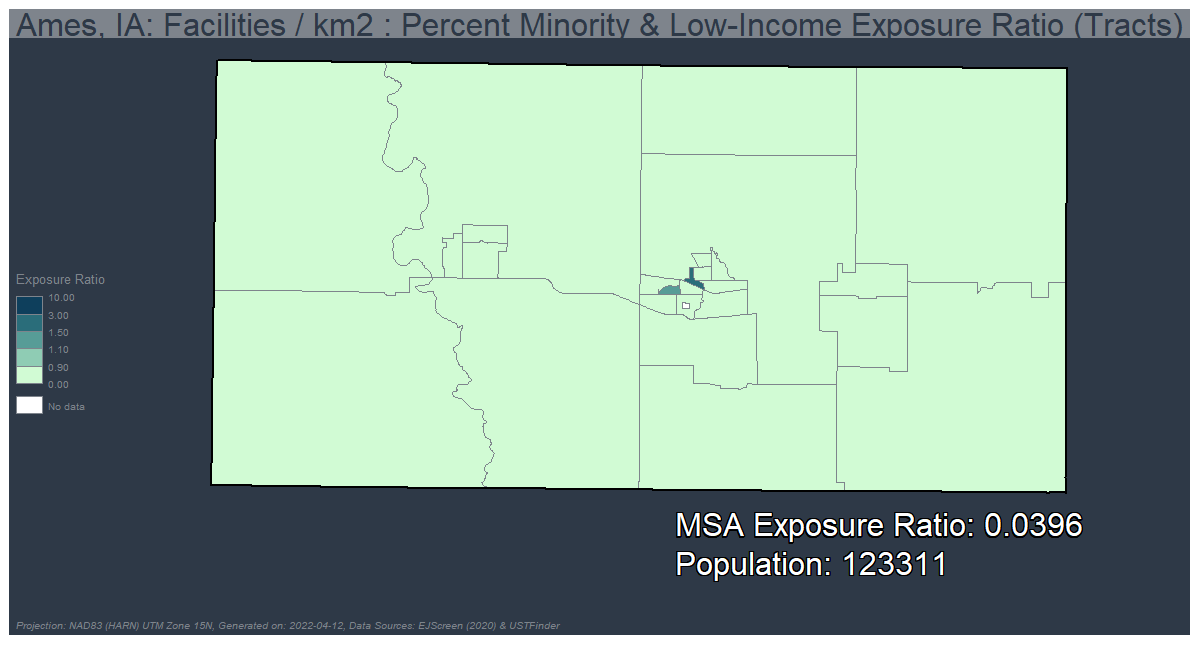 Ames, IA: Facilities / km2 : Percent Minority & Low-Income Exposure Ratio (Tracts)
Exposure Ratio
10.00
3.00
1.50
1.10
0.90
0.00
No data
MSA Exposure Ratio: 0.0396
Population: 123311
Projection: NAD83 (HARN) UTM Zone 15N, Generated on: 2022-04-12, Data Sources: EJScreen (2020) & USTFinder